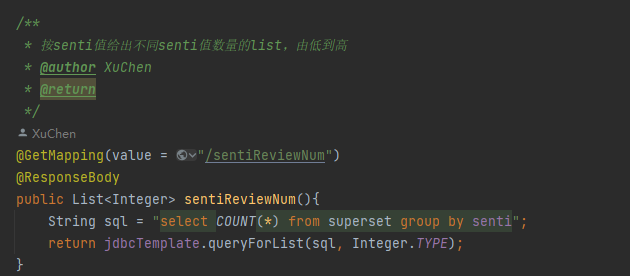 /**
 * 按senti值给出不同senti值数量的list，由低到高
 * @author XuChen
 * @return
 */
XuChen
@GetMapping(value = "/sentiReviewNum")
@ResponseBody
public List<Integer> sentiReviewNum(){
    String sql = "select COUNT(*) from superset group by senti";
    return jdbcTemplate.queryForList(sql, Integer.TYPE);
}